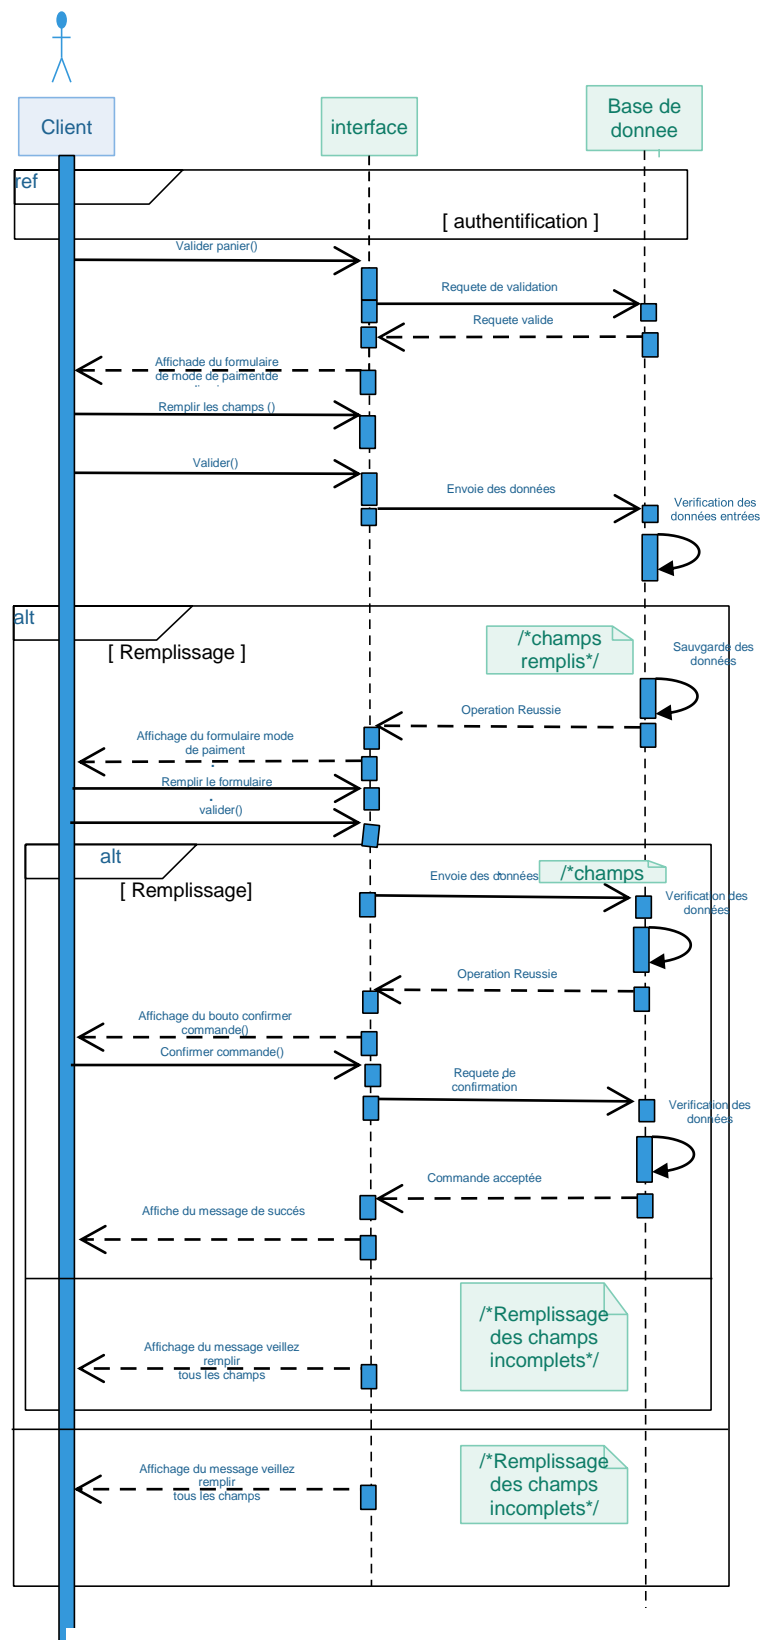 Client
interface
Base de
donnee
ref
[ authentification ]
Valider panier()
Requete de validation
Requete valide
Affichade du formulaire
de mode de paimentde
Remplir les champs ()
Valider()
Envoie des données
Verification des
données entrées
alt
[ Remplissage ]
/*champs
remplis*/
Sauvgarde des
données
Operation Reussie
Affichage du formulaire mode
de paiment
Remplir le formulaire
valider()
alt
[ Remplissage]
Envoie des données
/*champs
Verification des
données
Operation Reussie
Affichage du bouto confirmer
commande()
Confirmer commande()
Requete de
confirmation
Verification des
données
Commande acceptée
Affiche du message de succés
/*Remplissage
des champs
incomplets*/
Affichage du message veillez
remplir
tous les champs
/*Remplissage
des champs
incomplets*/
Affichage du message veillez
remplir
tous les champs